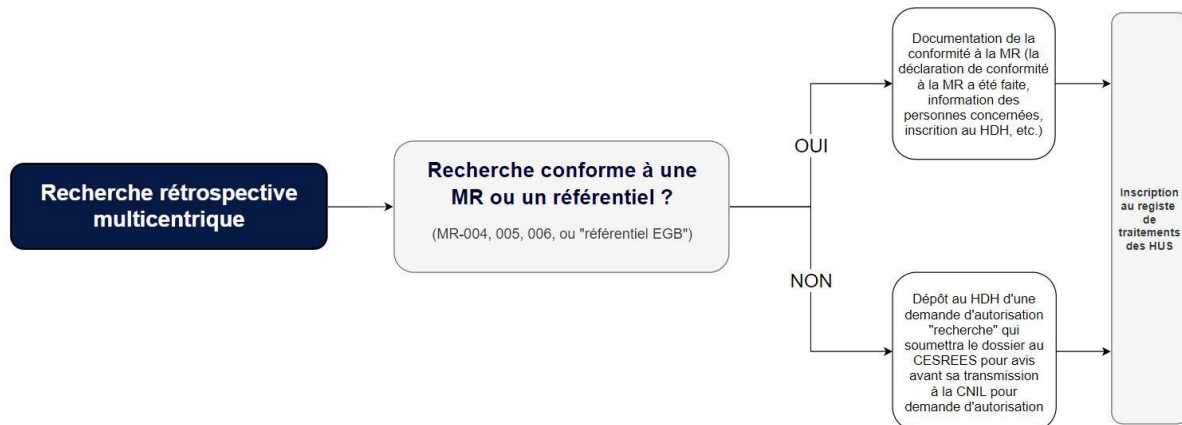 Recherche rétrospective
multicentrique
Recherche conforme à une
MR ou un référentiel ?
(MR-004, 005, 006, ou "référentiel EGB")
OUI
Documentation de la
conformité à la MR (la
déclaration de conformité
à la MR a été faite,
information des
personnes concernées,
inscrition au HDH, etc.)
NON
Dépôt au HDH d'une
demande d'autorisation
"recherche" qui
soumettra le dossier au
CESREES pour avis
avant sa transmission
à la CNIL pour
demande d'autorisation
Inscription
au registe
de
traitements
des HUS